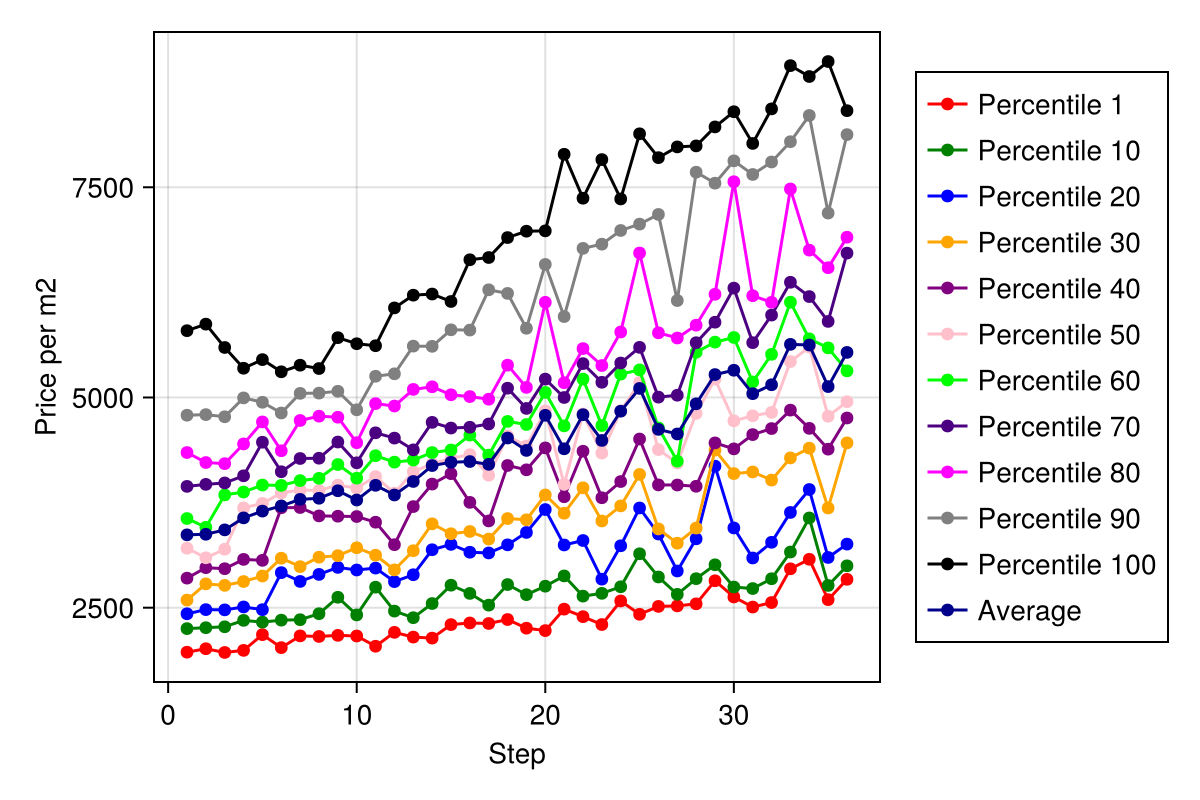 Price per m2
7500
5000
2500
0
10
20
30
Step
Percentile 1
Percentile 10
Percentile 20
Percentile 30
Percentile 40
Percentile 50
Percentile 60
Percentile 70
Percentile 80
Percentile 90
Percentile 100
Average